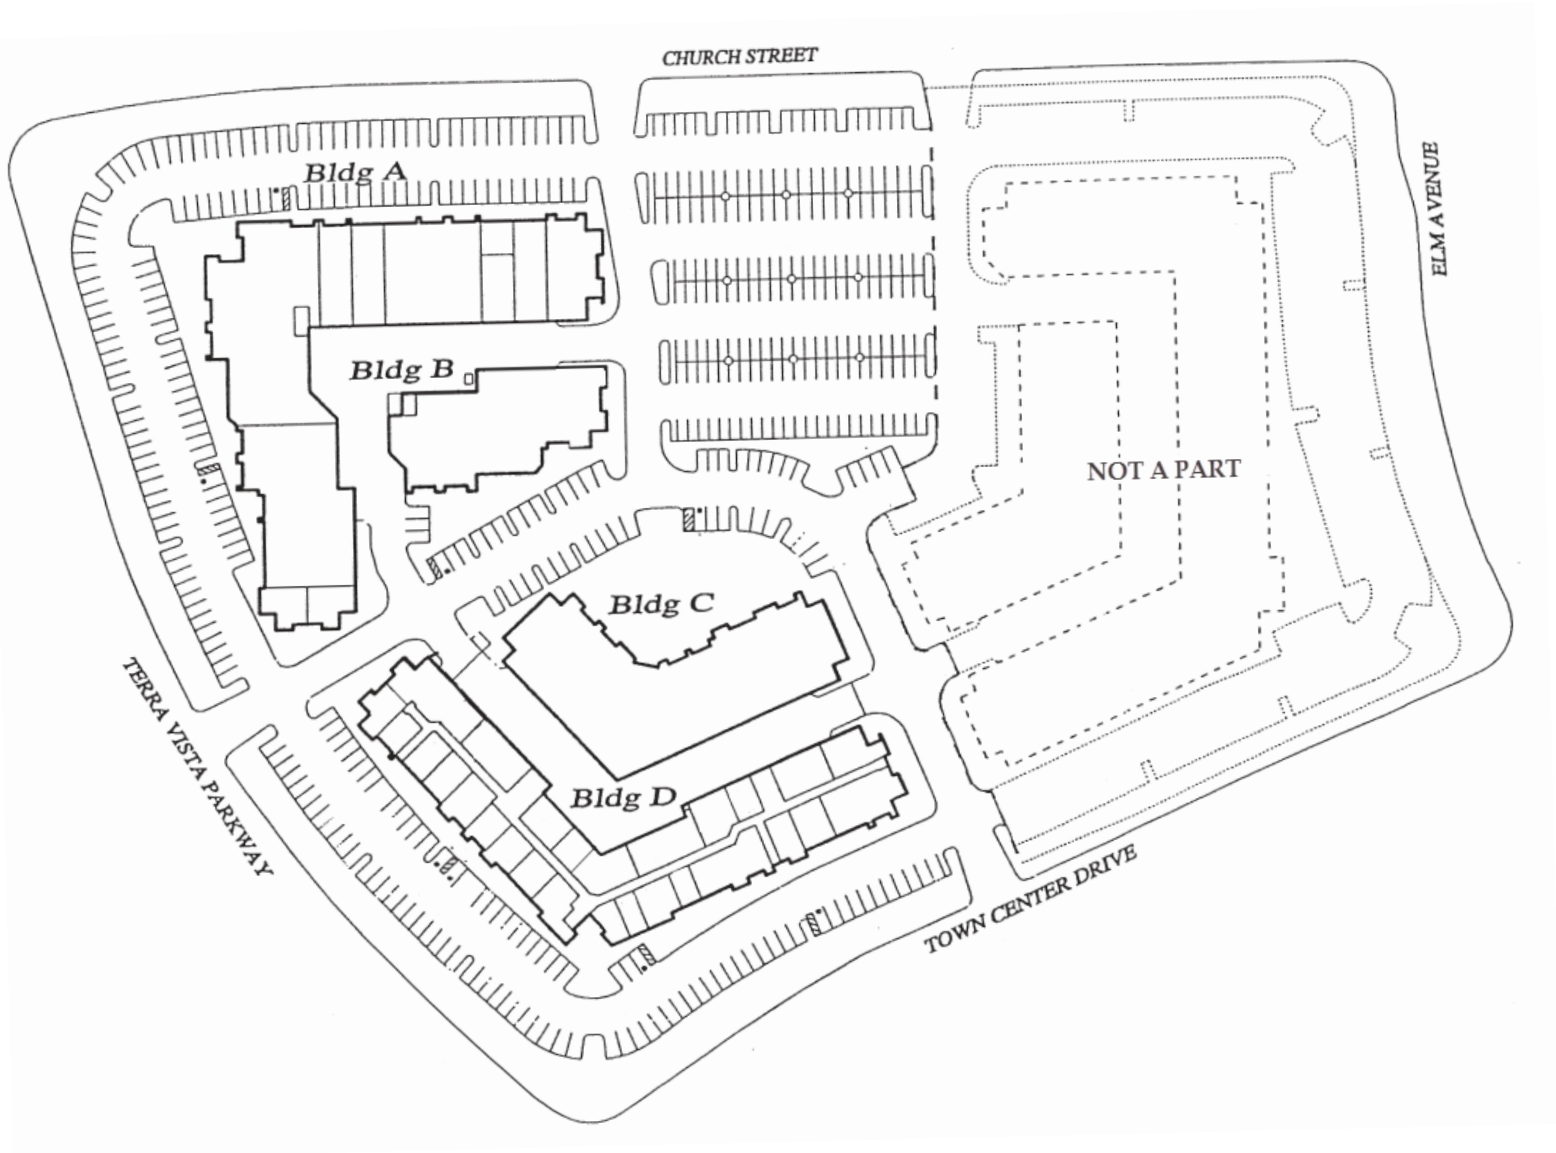 CHURCH STREET
Bldg A
ELM AVENUE
Bldg B
NOT A PART
Bldg C
TERRA VISTA PARKWAY
Bldg D
TOWN CENTER DRIVE